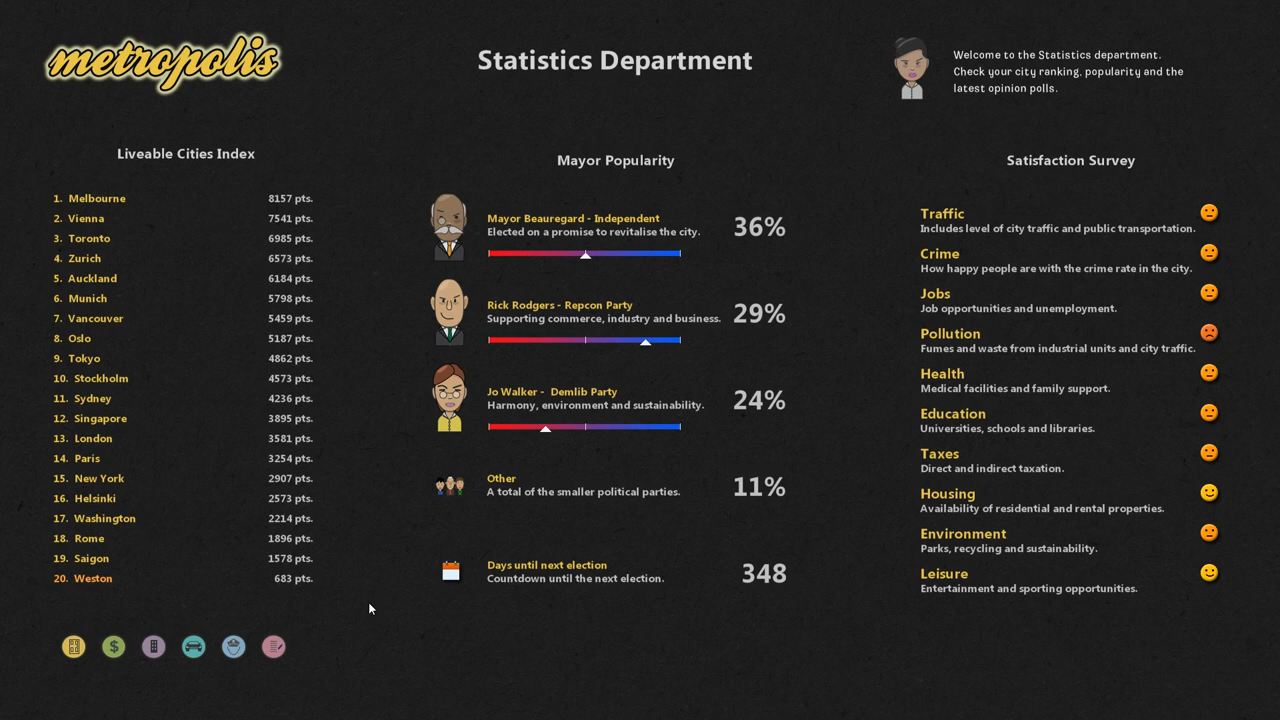 metropolis
Statistics Department
Welcome to the Statistics department.
Check your city ranking, popularity and the
latest opinion polls.
Liveable Cities Index
1. Melbourne 8157 pts.
2. Vienna 7541 pts.
3. Toronto 6985 pts.
4. Zurich 6573 pts.
5. Auckland 6184 pts.
6. Munich 5798 pts.
7. Vancouver 5459 pts.
8. Oslo 5187 pts.
9. Tokyo 4862 pts.
10. Stockholm 4573 pts.
11. Sydney 4236 pts.
12. Singapore 3895 pts.
13. London 3581 pts.
14. Paris 3254 pts.
15. New York 2907 pts.
16. Helsinki 2573 pts.
17. Washington 2214 pts.
18. Rome 1896 pts.
19. Saigon 1578 pts.
20. Weston 683 pts.
Mayor Popularity
Mayor Beauregard - Independent
Elected on a promise to revitalise the city.
36%
Rick Rodgers - Repcon Party
Supporting commerce, industry and business.
29%
Jo Walker - Demlib Party
Harmony, environment and sustainability.
24%
Other
A total of the smaller political parties.
11%
Days until next election
Countdown until the next election.
348
Satisfaction Survey
Traffic
Includes level of city traffic and public transportation.
Crime
How happy people are with the crime rate in the city.
Jobs
Job opportunities and unemployment.
Pollution
Fumes and waste from industrial units and city traffic.
Health
Medical facilities and family support.
Education
Universities, schools and libraries.
Taxes
Direct and indirect taxation.
Housing
Availability of residential and rental properties.
Environment
Parks, recycling and sustainability.
Leisure
Entertainment and sporting opportunities.
$